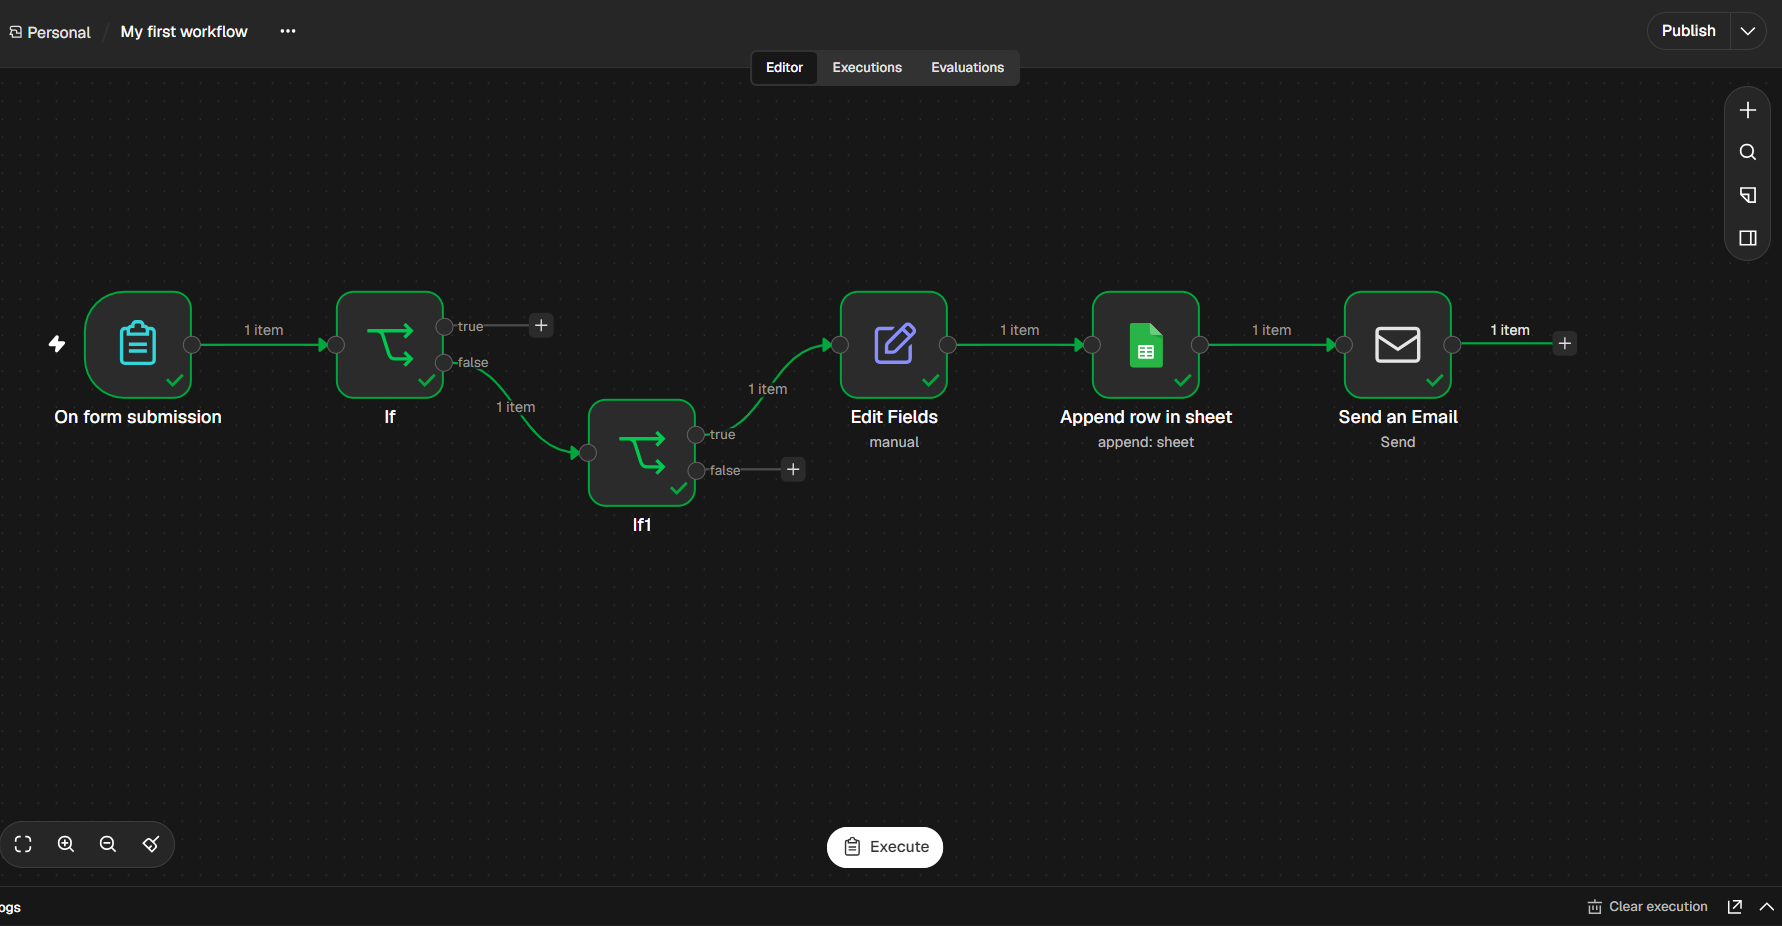 Personal / My first workflow
Publish
Editor Executions Evaluations
1 item
true
false
1 item
1 item
true
false
1 item
1 item
1 item
On form submission
If
If1
Edit Fields
manual
Append row in sheet
append: sheet
Send an Email
Send
Execute
ogs
Clear execution